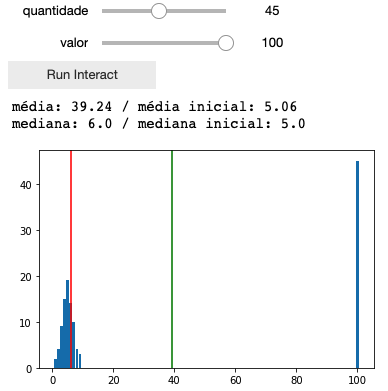 quantidade 45
valor 100
Run Interact
média: 39.24 / média inicial: 5.06
mediana: 6.0 / mediana inicial: 5.0
40
30
20
10
0
0 20 40 60 80 100